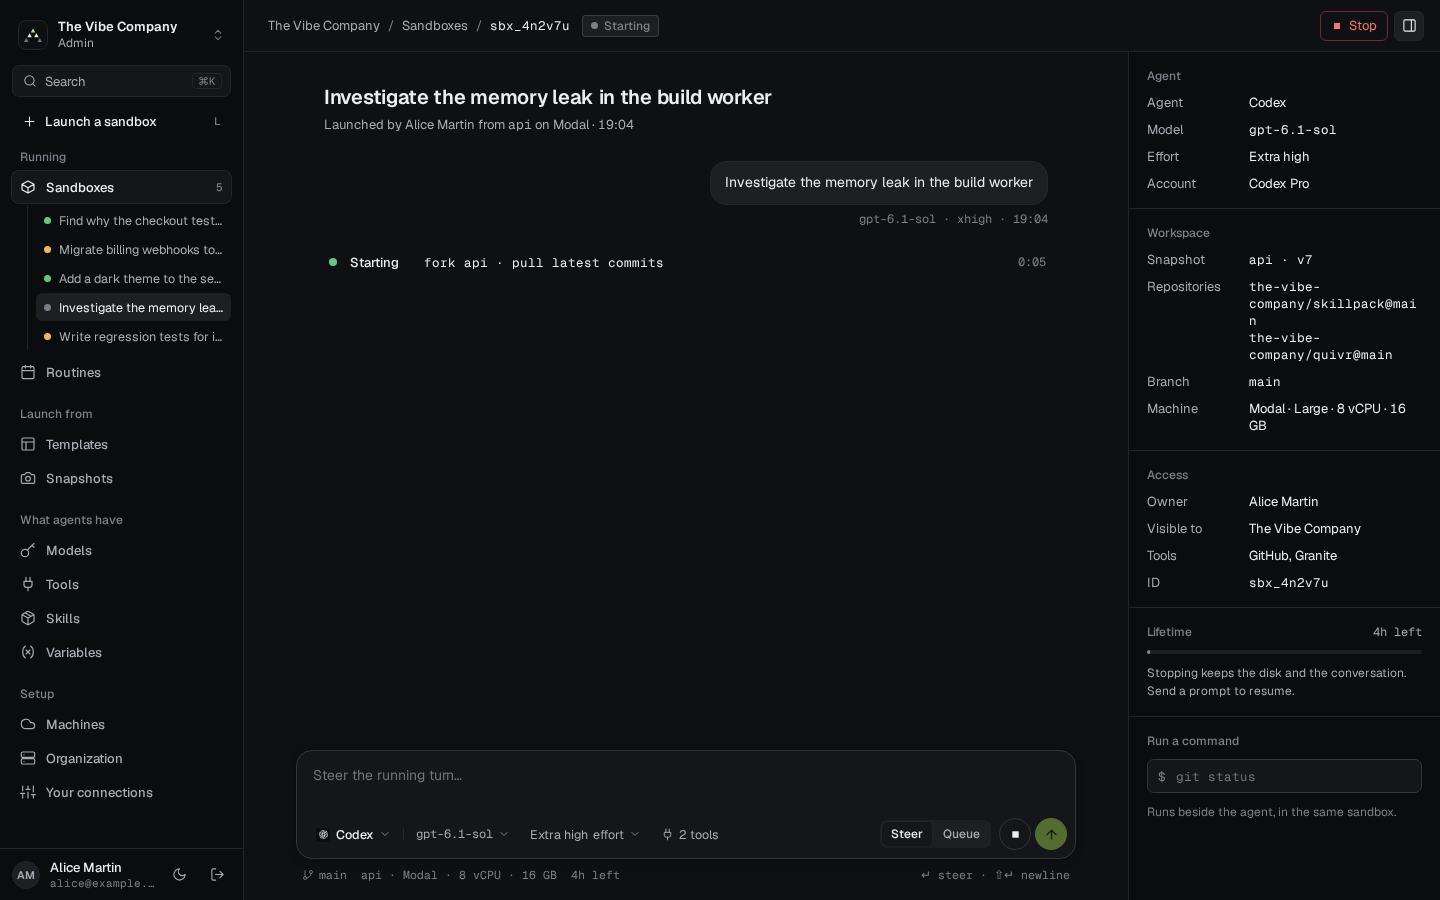 The Vibe Company
Admin
Search
⌘K
Launch a sandbox
L
Running
Sandboxes
5
Find why the checkout test…
Migrate billing webhooks to…
Add a dark theme to the se…
Investigate the memory lea…
Write regression tests for i…
Routines
Launch from
Templates
Snapshots
What agents have
Models
Tools
Skills
Variables
Setup
Machines
Organization
Your connections
AM
Alice Martin
alice@example.…
The Vibe Company / Sandboxes / sbx_4n2v7u
Starting
Stop
Investigate the memory leak in the build worker
Launched by Alice Martin from api on Modal · 19:04
Investigate the memory leak in the build worker
gpt-6.1-sol · xhigh · 19:04
Starting fork api · pull latest commits 0:05
Steer the running turn…
Codex
gpt-6.1-sol
Extra high effort
2 tools
Steer
Queue
main api · Modal · 8 vCPU · 16 GB 4h left
↵ steer · ⇧↵ newline
Agent
Agent Codex
Model gpt-6.1-sol
Effort Extra high
Account Codex Pro
Workspace
Snapshot api · v7
Repositories the-vibe-
company/skillpack@mai
n
the-vibe-
company/quivr@main
Branch main
Machine Modal · Large · 8 vCPU · 16
GB
Access
Owner Alice Martin
Visible to The Vibe Company
Tools GitHub, Granite
ID sbx_4n2v7u
Lifetime 4h left
Stopping keeps the disk and the conversation.
Send a prompt to resume.
Run a command
$ git status
Runs beside the agent, in the same sandbox.